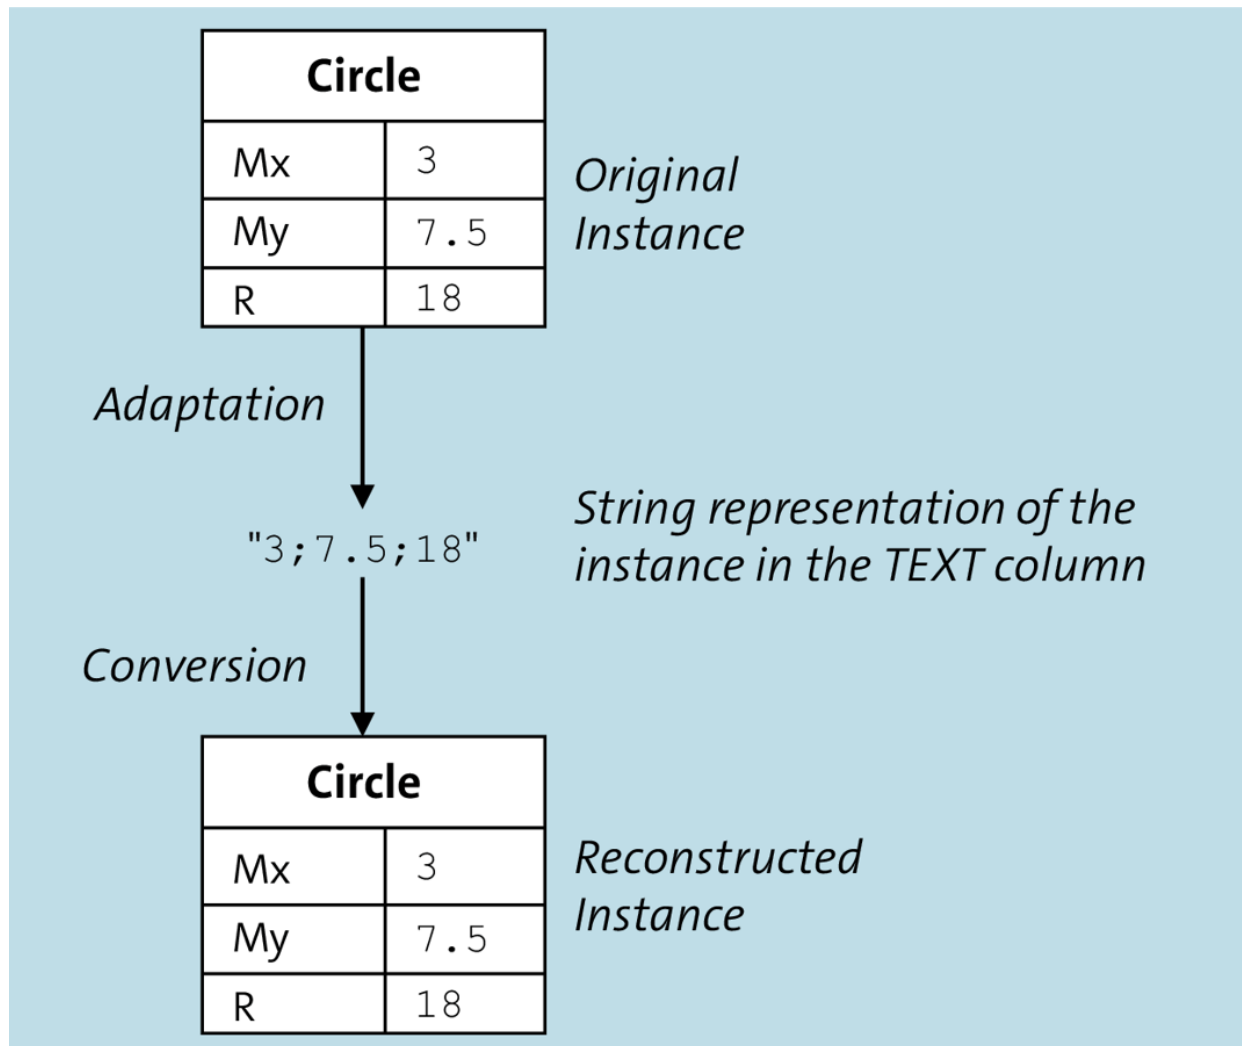 Circle
Mx 3
My 7.5
R 18
Original
Instance
Adaptation
"3;7.5;18"
String representation of the
instance in the TEXT column
Conversion
Circle
Mx 3
My 7.5
R 18
Reconstructed
Instance